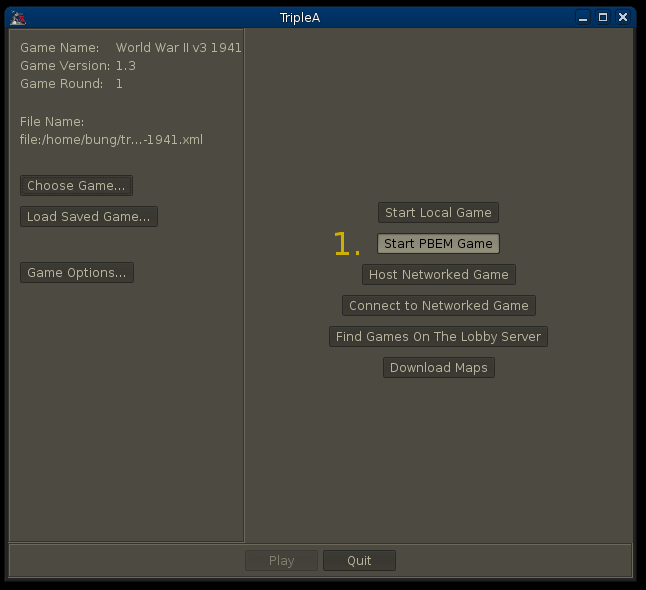 TripleA
Game Name: World War II v3 1941
Game Version: 1.3
Game Round: 1
File Name:
file:/home/bung/tr...-1941.xml
Choose Game...
Load Saved Game...
Game Options...
Start Local Game
1. Start PBEM Game
Host Networked Game
Connect to Networked Game
Find Games On The Lobby Server
Download Maps
Play
Quit